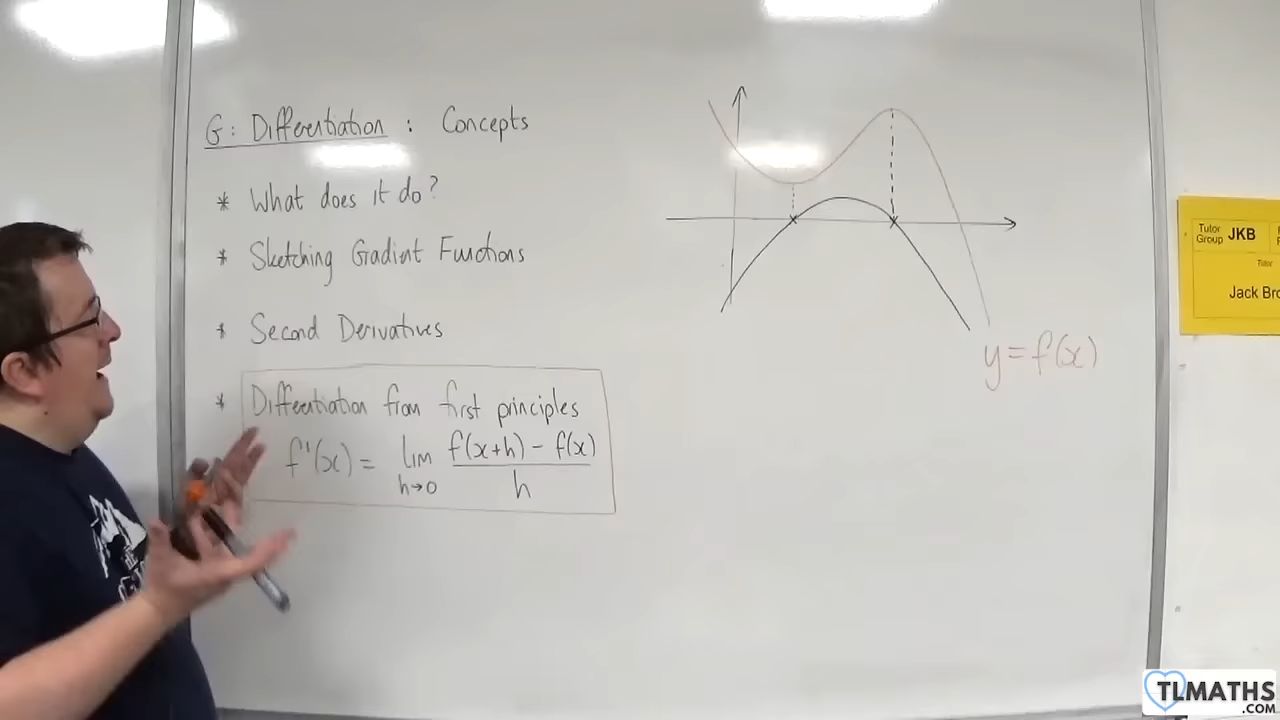 G: Differentiation : Concepts
* What does it do?
* Sketching Gradient Functions
* Second Derivatives
* Differentiation from first principles
f'(x) = lim f(x+h) - f(x)
h→0 h
y = f(x)
Tutor Group JKB
Tutor
Jack Bro
TLMATHS
.COM